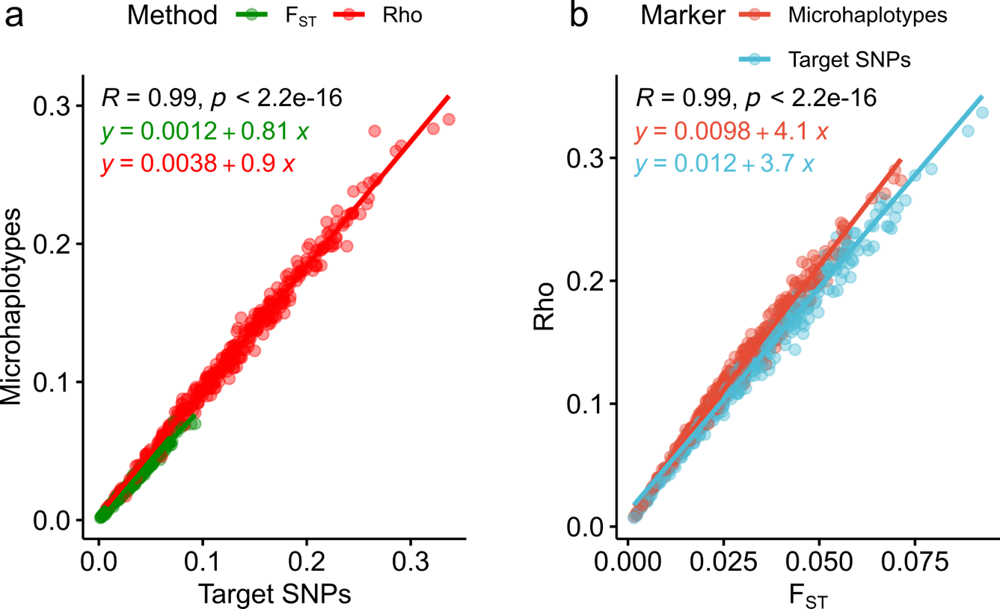 a
Method FST Rho
R = 0.99, p < 2.2e-16
y = 0.0012 + 0.81 x
y = 0.0038 + 0.9 x
Microhaplotypes
0.3
0.2
0.1
0.0
0.0 0.1 0.2 0.3
Target SNPs
b
Marker Microhaplotypes
Target SNPs
R = 0.99, p < 2.2e-16
y = 0.0098 + 4.1 x
y = 0.012 + 3.7 x
Rho
0.3
0.2
0.1
0.0
0.000 0.025 0.050 0.075
FST